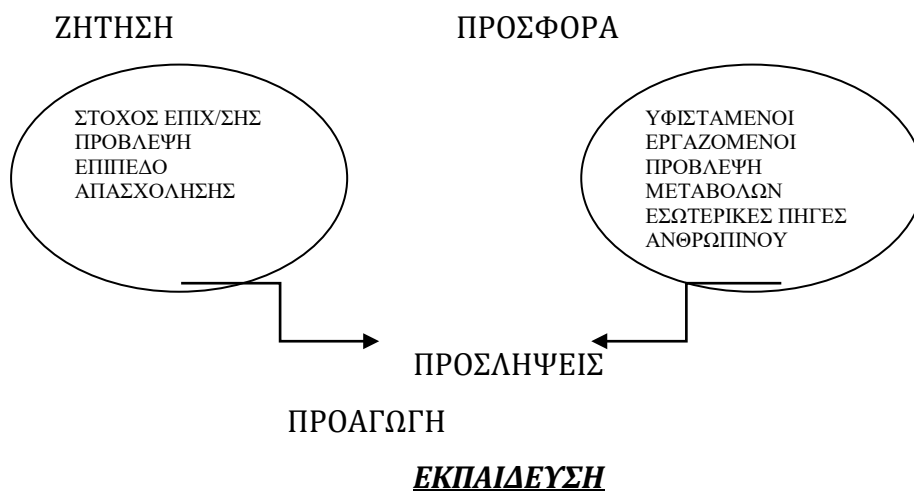 ΖΗΤΗΣΗ
ΠΡΟΣΦΟΡΑ
ΣΤΟΧΟΣ ΕΠΙΧ/ΣΗΣ
ΠΡΟΒΛΕΨΗ
ΕΠΙΠΕΔΟ
ΑΠΑΣΧΟΛΗΣΗΣ
ΥΦΙΣΤΑΜΕΝΟΙ
ΕΡΓΑΖΟΜΕΝΟΙ
ΠΡΟΒΛΕΨΗ
ΜΕΤΑΒΟΛΩΝ
ΕΣΩΤΕΡΙΚΕΣ ΠΗΓΕΣ
ΑΝΘΡΩΠΙΝΟΥ
ΠΡΟΣΛΗΨΕΙΣ
ΠΡΟΑΓΩΓΗ
ΕΚΠΑΙΔΕΥΣΗ